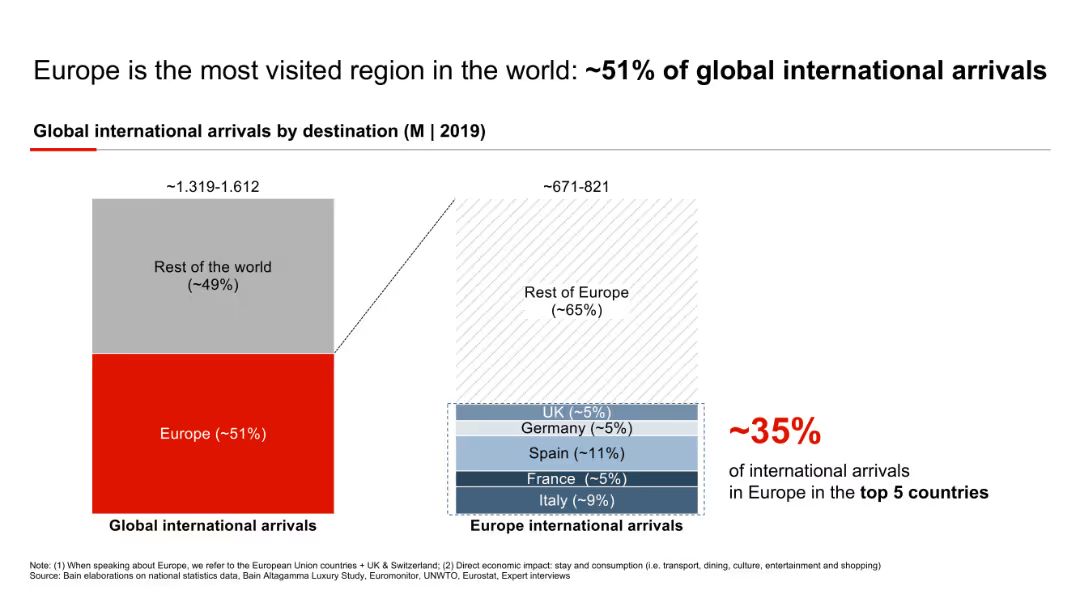 Europe is the most visited region in the world: ~51% of global international arrivals
Global international arrivals by destination (M | 2019)
~1.319-1.612
~671-821
Rest of the world
(~49%)
Europe (~51%)
Global international arrivals
Rest of Europe
(~65%)
UK (~5%)
Germany (~5%)
Spain (~11%)
France (~5%)
Italy (~9%)
Europe international arrivals
~35%
of international arrivals
in Europe in the top 5 countries
Note: (1) When speaking about Europe, we refer to the European Union countries + UK & Switzerland; (2) Direct economic impact: stay and consumption (i.e. transport, dining, culture, entertainment and shopping)
Source: Bain elaborations on national statistics data, Bain Altagamma Luxury Study, Euromonitor, UNWTO, Eurostat, Expert interviews